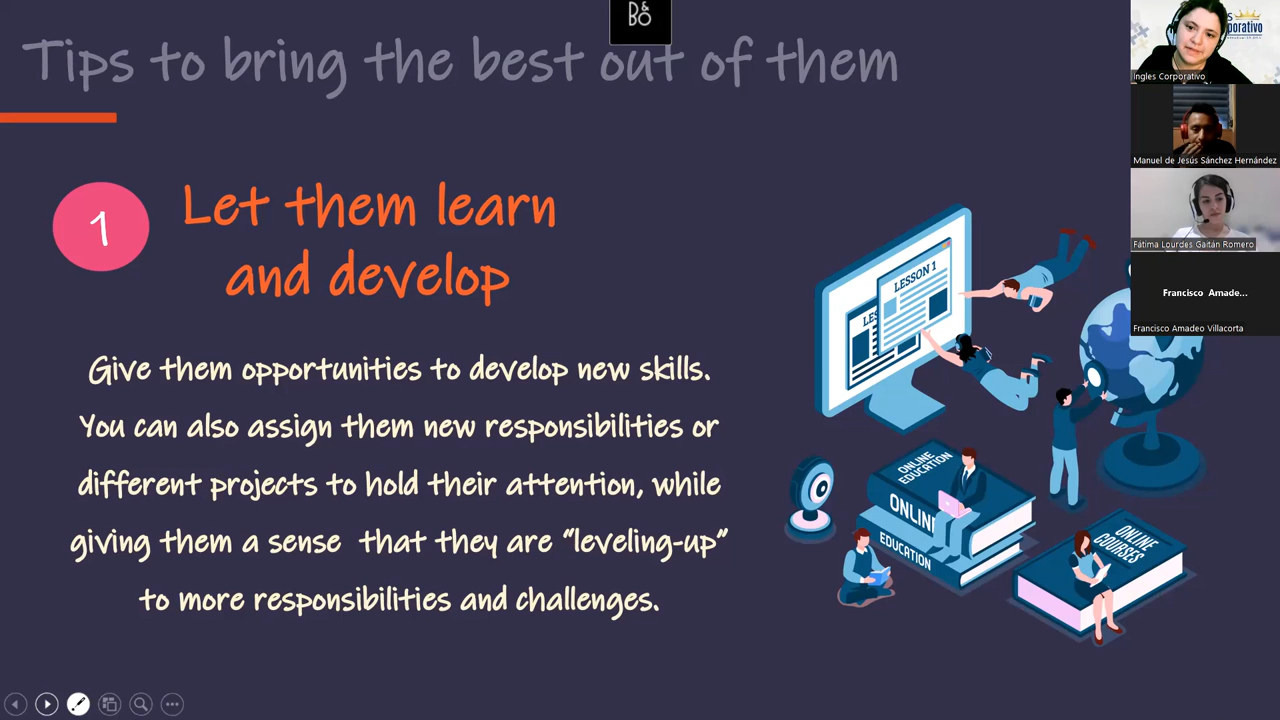 B&O
Tips to bring the best out of them
1
Let them learn
and develop
Give them opportunities to develop new skills.
You can also assign them new responsibilities or
different projects to hold their attention, while
giving them a sense that they are “leveling-up”
to more responsibilities and challenges.
LESSON 1
ONLINE
EDUCATION
EDUCATION
ONLINE
COURSES
Ingles Corporativo
Manuel de Jesús Sánchez Hernández
Fátima Lourdes Gaitán Romero
Francisco Amade...
Francisco Amadeo Villacorta